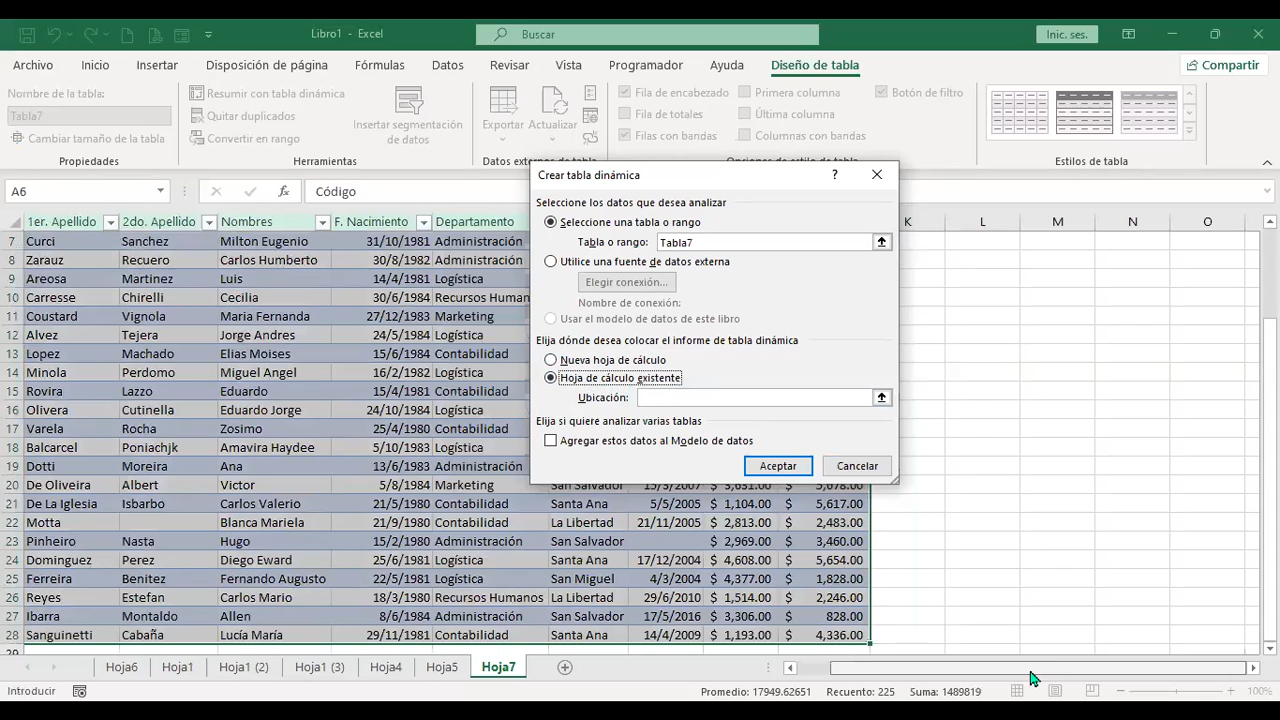 Libro1 - Excel
Buscar
Inic. ses.
Archivo Inicio Insertar Disposición de página Fórmulas Datos Revisar Vista Programador Ayuda Diseño de tabla Compartir
Nombre de la tabla:
Tabla7
Cambiar tamaño de la tabla
Propiedades
Resumir con tabla dinámica
Quitar duplicados
Convertir en rango
Insertar segmentación
de datos
Herramientas
Exportar Actualizar
Datos externos de tabla
Fila de encabezado Primera columna Botón de filtro
Fila de totales Última columna
Filas con bandas Columnas con bandas
Opciones de estilo de tabla
Estilos de tabla
A6 Código
1er. Apellido 2do. Apellido Nombres F. Nacimiento Departamento K L M N O
7 Curci Sanchez Milton Eugenio 31/10/1981 Administración
8 Zarauz Recuero Carlos Humberto 30/8/1982 Administración
9 Areosa Martinez Luis 14/4/1981 Logística
10 Carresse Chirelli Cecilia 30/6/1984 Recursos Human
11 Coustard Vignola Maria Fernanda 27/12/1983 Marketing
12 Alvez Tejera Jorge Andres 24/5/1984 Logística
13 Lopez Machado Elias Moises 15/6/1984 Contabilidad
14 Minola Perdomo Miguel Angel 16/2/1981 Logística
15 Rovira Lazzo Eduardo 15/4/1981 Contabilidad
16 Olivera Cutinella Eduardo Jorge 24/10/1984 Logística
17 Varela Rocha Zosimo 25/4/1984 Contabilidad
18 Balcarcel Poniachjk Amavira Haydee 5/10/1983 Marketing
19 Dotti Moreira Ana 13/6/1983 Administración
20 De Oliveira Albert Victor 5/8/1984 Marketing San Salvador 15/3/2007 $ 3,631.00 $ 5,078.00
21 De La Iglesia Isbarbo Carlos Valerio 21/5/1980 Contabilidad Santa Ana 5/5/2005 $ 1,104.00 $ 5,617.00
22 Motta Blanca Mariela 21/9/1980 Contabilidad La Libertad 21/11/2005 $ 2,813.00 $ 2,483.00
23 Pinheiro Nasta Hugo 15/2/1980 Administración San Salvador $ 2,969.00 $ 3,460.00
24 Dominguez Perez Diego Eward 25/6/1981 Logística Santa Ana 17/12/2004 $ 4,608.00 $ 5,654.00
25 Ferreira Benitez Fernando Augusto 22/5/1981 Logística San Miguel 4/3/2004 $ 4,377.00 $ 1,828.00
26 Reyes Estefan Carlos Mario 18/3/1980 Recursos Humanos La Libertad 29/6/2010 $ 1,514.00 $ 2,246.00
27 Ibarra Montaldo Allen 8/6/1984 Administración San Salvador 17/5/2016 $ 3,306.00 $ 828.00
28 Sanguinetti Cabaña Lucía María 29/11/1981 Contabilidad Santa Ana 14/4/2009 $ 1,193.00 $ 4,336.00
Crear tabla dinámica ?
Seleccione los datos que desea analizar
Seleccione una tabla o rango
Tabla o rango: Tabla7
Utilice una fuente de datos externa
Elegir conexión...
Nombre de conexión:
Usar el modelo de datos de este libro
Elija dónde desea colocar el informe de tabla dinámica
Nueva hoja de cálculo
Hoja de cálculo existente
Ubicación:
Elija si quiere analizar varias tablas
Agregar estos datos al Modelo de datos
Aceptar Cancelar
Hoja6 Hoja1 Hoja1 (2) Hoja1 (3) Hoja4 Hoja5 Hoja7
Introducir Promedio: 17949.62651 Recuento: 225 Suma: 1489819 100%